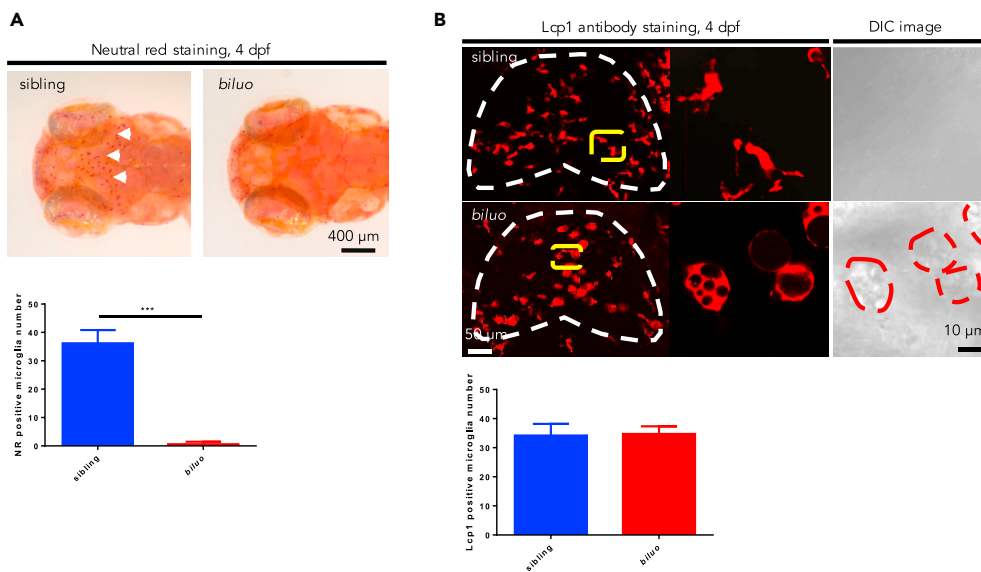 A
Neutral red staining, 4 dpf
sibling
biluo
400 µm
NR positive microglia number
50
40
30
20
10
0
***
sibling
biluo
B
Lcp1 antibody staining, 4 dpf
DIC image
sibling
biluo
50 µm
10 µm
Lcp1 positive microglia number
50
40
30
20
10
0
sibling
biluo